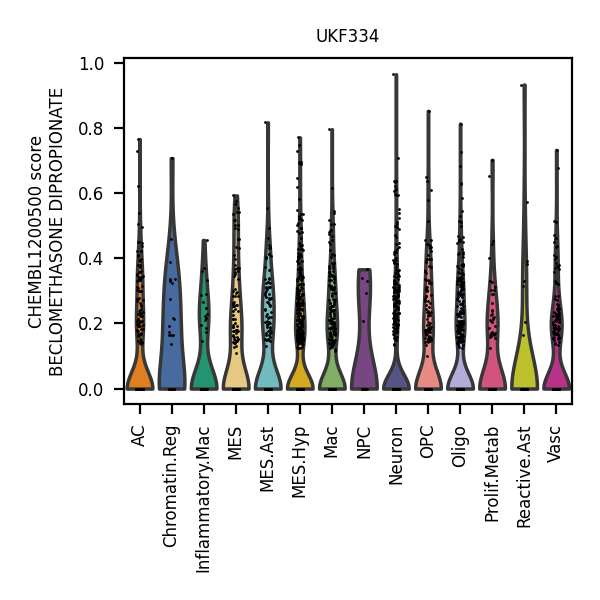 UKF334
CHEMBL1200500 score
BECLOMETHASONE DIPROPIONATE
1.0
0.8
0.6
0.4
0.2
0.0
AC
Chromatin.Reg
Inflammatory.Mac
MES
MES.Ast
MES.Hyp
Mac
NPC
Neuron
OPC
Oligo
Prolif.Metab
Reactive.Ast
Vasc